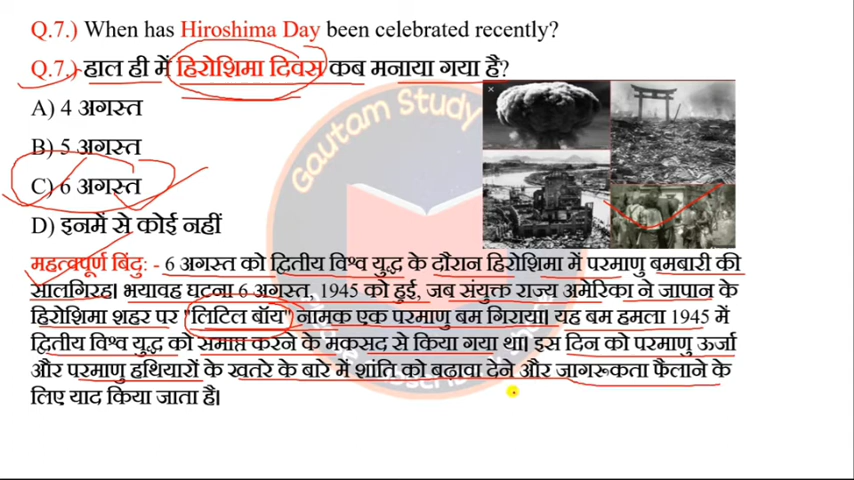 Q.7.) When has Hiroshima Day been celebrated recently?
Q.7.) हाल ही में हिरोशिमा दिवस कब मनाया गया है?
A) 4 अगस्त
B) 5 अगस्त
C) 6 अगस्त
D) इनमें से कोई नहीं
Gautam Study
महत्वपूर्ण बिंदु: - 6 अगस्त को द्वितीय विश्व युद्ध के दौरान हिरोशिमा में परमाणु बमबारी की
सालगिरह। भयावह घटना 6 अगस्त, 1945 को हुई, जब संयुक्त राज्य अमेरिका ने जापान के
हिरोशिमा शहर पर "लिटिल बॉय" नामक एक परमाणु बम गिराया। यह बम हमला 1945 में
द्वितीय विश्व युद्ध को समाप्त करने के मकसद से किया गया था। इस दिन को परमाणु ऊर्जा
और परमाणु हथियारों के खतरे के बारे में शांति को बढ़ावा देने और जागरूकता फैलाने के
लिए याद किया जाता है।